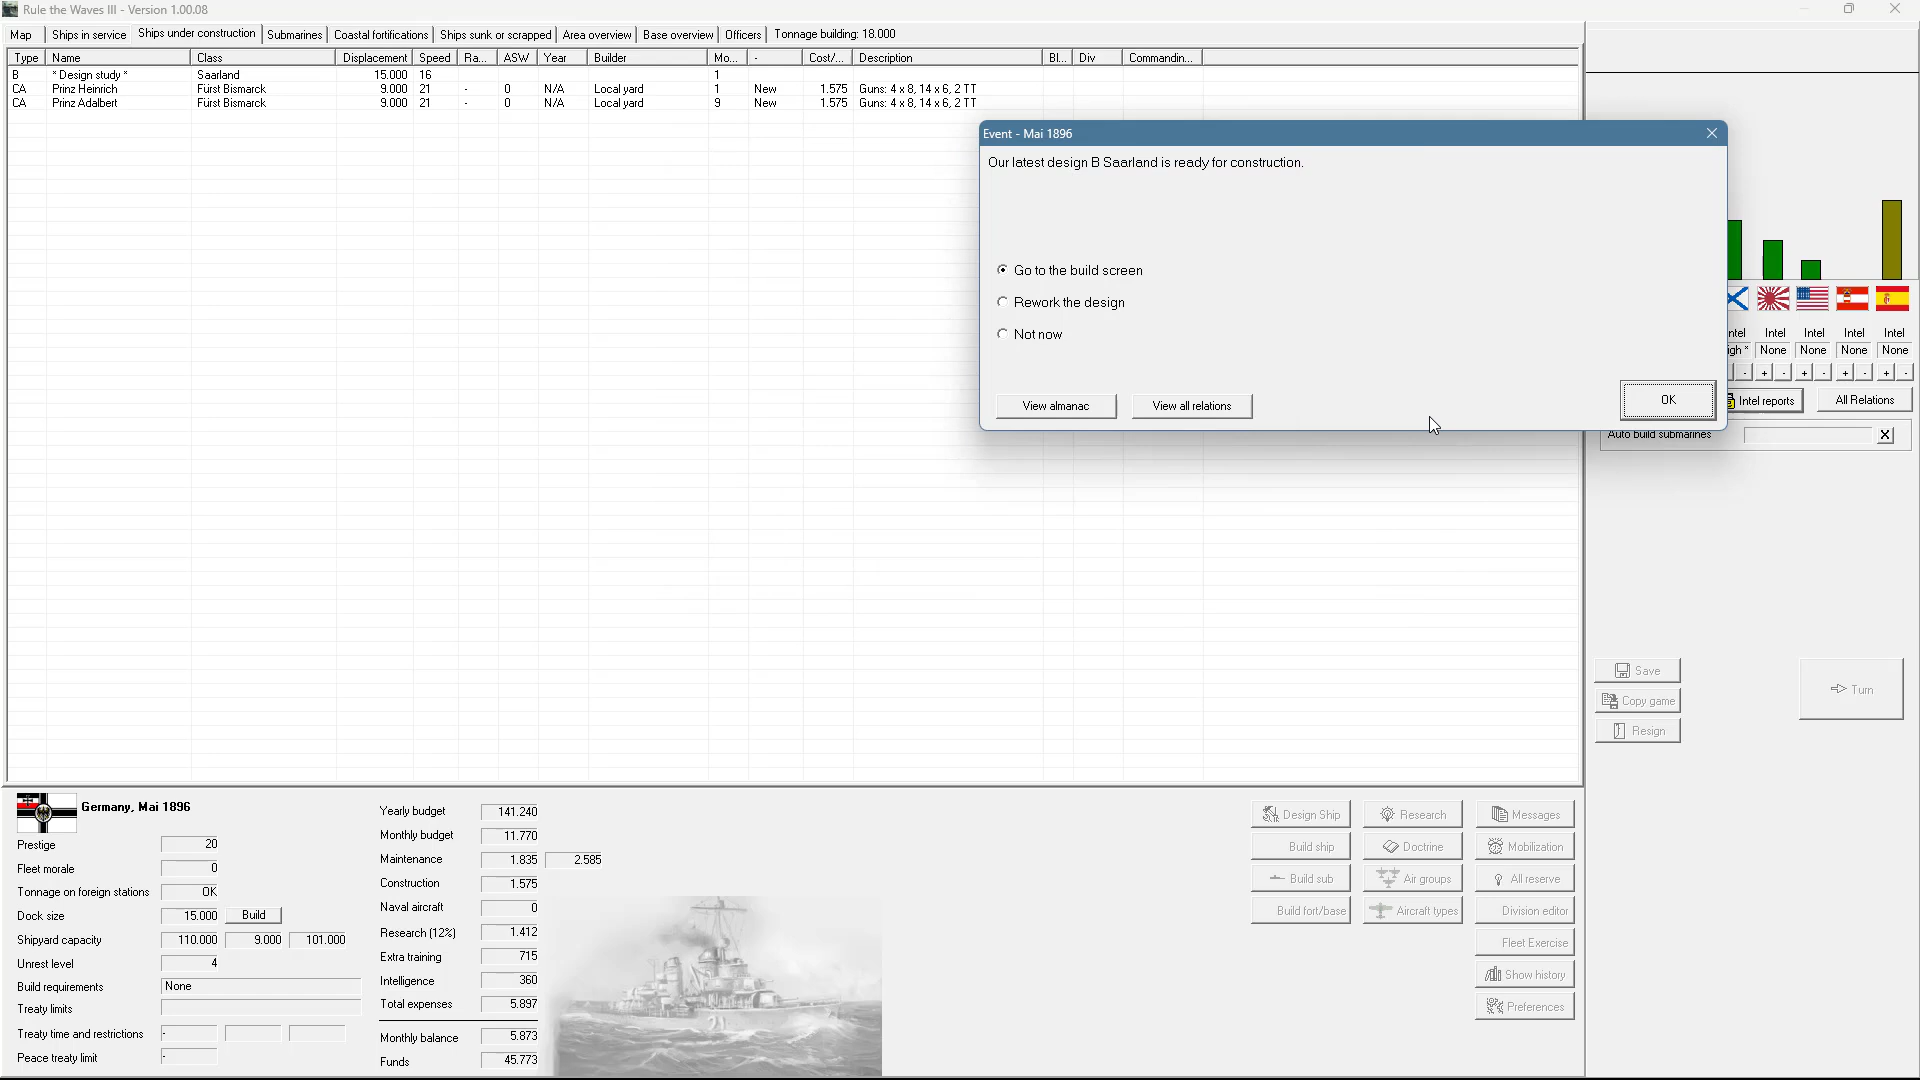 Rule the Waves III - Version 1.00.08
Map Ships in service Ships under construction Submarines Coastal fortifications Ships sunk or scrapped Area overview Base overview Officers Tonnage building: 18.000
Type Name Class Displacement Speed Ra... ASW Year Builder Mo... - Cost/... Description Bl... Div Commandin...
B * Design study * Saarland 15.000 16 1
CA Prinz Heinrich Fürst Bismarck 9.000 21 - 0 N/A Local yard 1 New 1.575 Guns: 4 x 8, 14 x 6, 2 TT
CA Prinz Adalbert Fürst Bismarck 9.000 21 - 0 N/A Local yard 9 New 1.575 Guns: 4 x 8, 14 x 6, 2 TT
Event - Mai 1896
Our latest design B Saarland is ready for construction.
Go to the build screen
Rework the design
Not now
View almanac View all relations OK
Intel Intel Intel Intel
None None None None
- + - + - + - + -
Intel reports All Relations
Auto build submarines X
Save
Copy game
Resign
Turn
Germany, Mai 1896
Prestige 20
Fleet morale 0
Tonnage on foreign stations OK
Dock size 15.000 Build
Shipyard capacity 110.000 9.000 101.000
Unrest level 4
Build requirements None
Treaty limits
Treaty time and restrictions -
Peace treaty limit -
Yearly budget 141.240
Monthly budget 11.770
Maintenance 1.835 2.585
Construction 1.575
Naval aircraft 0
Research (12%) 1.412
Extra training 715
Intelligence 360
Total expenses 5.897
Monthly balance 5.873
Funds 45.773
Design Ship Research Messages
Build ship Doctrine Mobilization
Build sub Air groups All reserve
Build fort/base Aircraft types Division editor
Fleet Exercise
Show history
Preferences